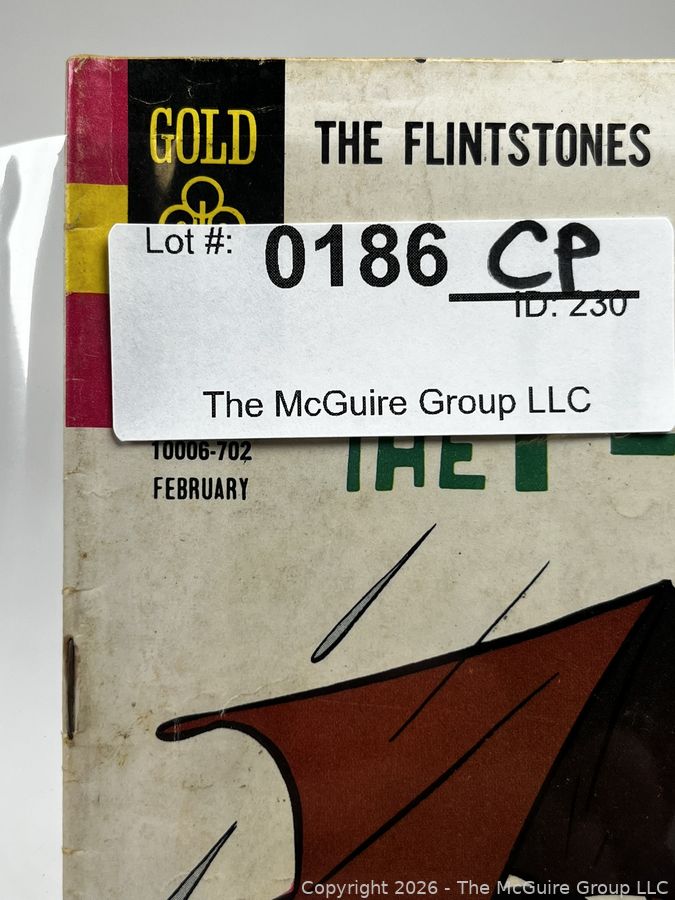 GOLD
THE FLINTSTONES
Lot #: 0186 CP
ID: 230
The McGuire Group LLC
10006-702
FEBRUARY
THE
Copyright 2026 - The McGuire Group LLC